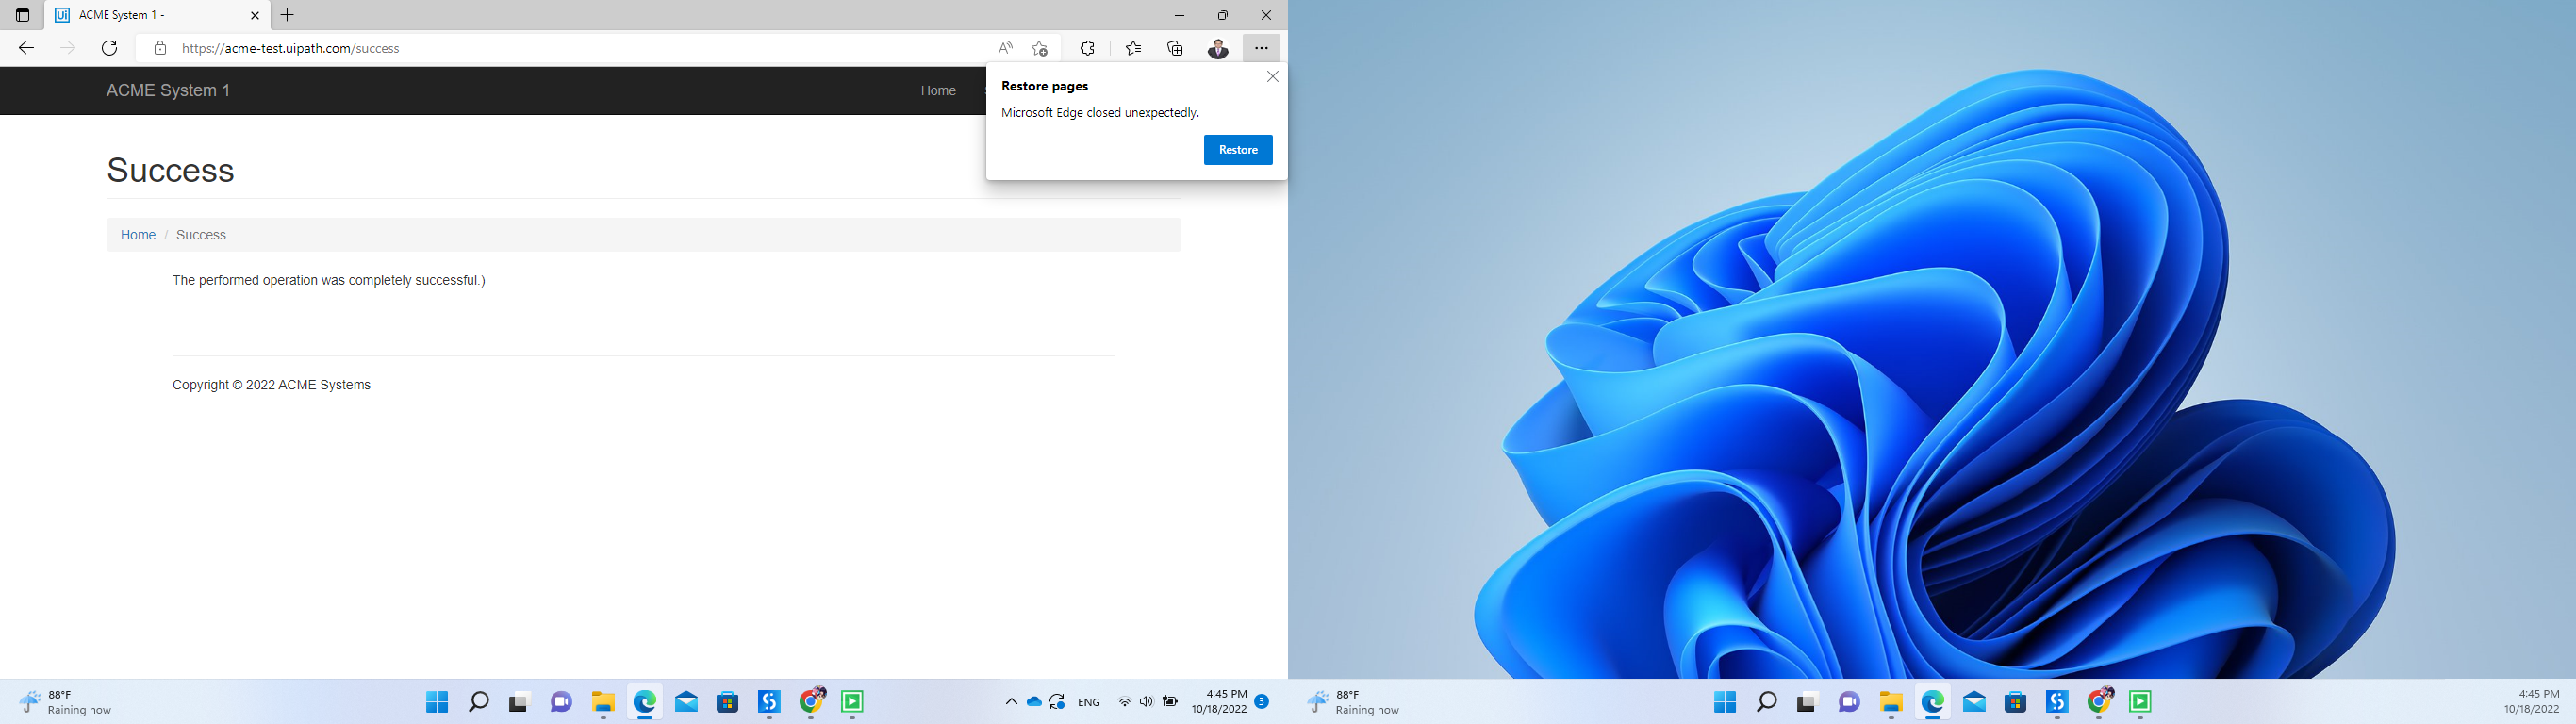 Ui ACME System 1 -
https://acme-test.uipath.com/success
ACME System 1
Home
Restore pages
Microsoft Edge closed unexpectedly.
Restore
Success
Home / Success
The performed operation was completely successful.)
Copyright © 2022 ACME Systems
88°F
Raining now
ENG
4:45 PM
10/18/2022
3
88°F
Raining now
4:45 PM
10/18/2022